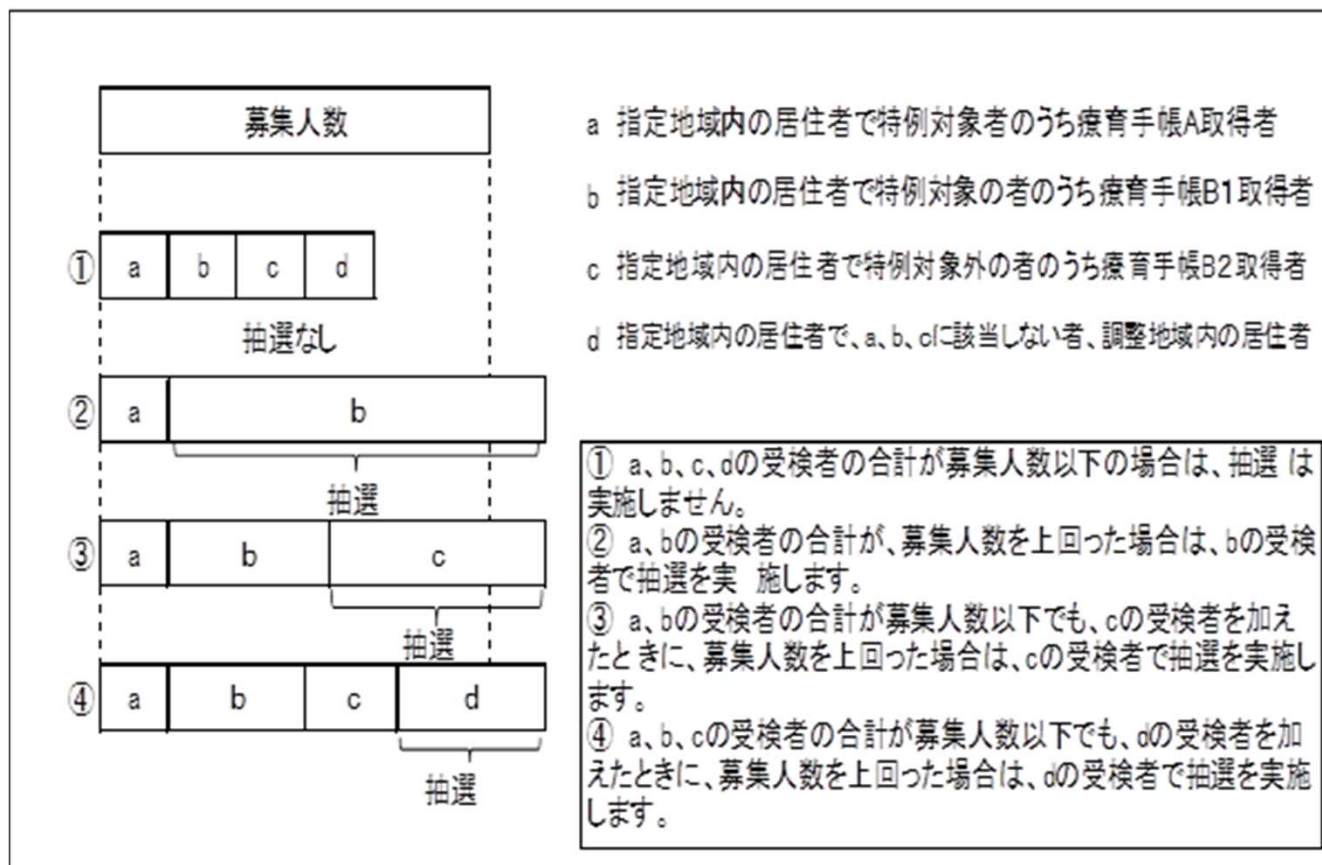 募集人数
a 指定地域内の居住者で特例対象者のうち療育手帳A取得者
b 指定地域内の居住者で特例対象の者のうち療育手帳B1取得者
c 指定地域内の居住者で特例対象外の者のうち療育手帳B2取得者
d 指定地域内の居住者で、a、b、cに該当しない者、調整地域内の居住者
① a b c d
抽選なし
② a b
抽選
③ a b c
抽選
④ a b c d
抽選
① a、b、c、dの受検者の合計が募集人数以下の場合は、抽選 は
実施しません。
② a、bの受検者の合計が、募集人数を上回った場合は、bの受検
者で抽選を実 施します。
③ a、bの受検者の合計が募集人数以下でも、cの受検者を加え
たときに、募集人数を上回った場合は、cの受検者で抽選を実施し
ます。
④ a、b、cの受検者の合計が募集人数以下でも、dの受検者を加
えたときに、募集人数を上回った場合は、dの受検者で抽選を実施
します。